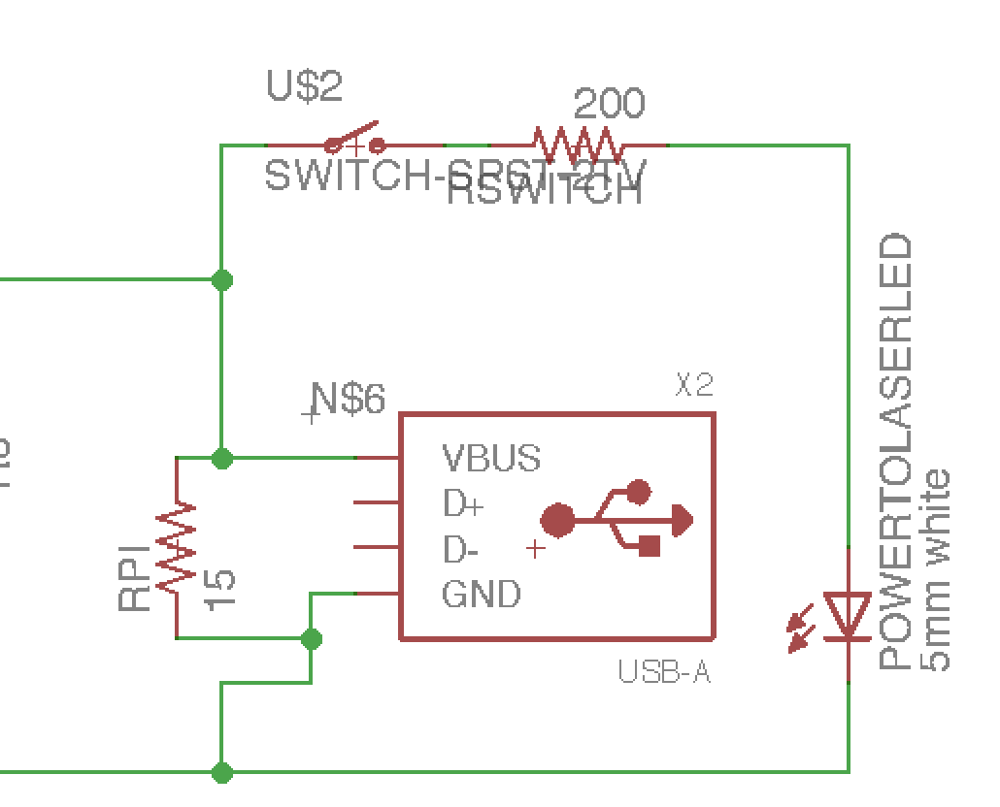 U$2
200
SWITCH-SPST-2TV
RSWITCH
N$6
X2
VBUS
D+
D-
GND
RPI
15
USB-A
POWERTOLASERLED
5mm white